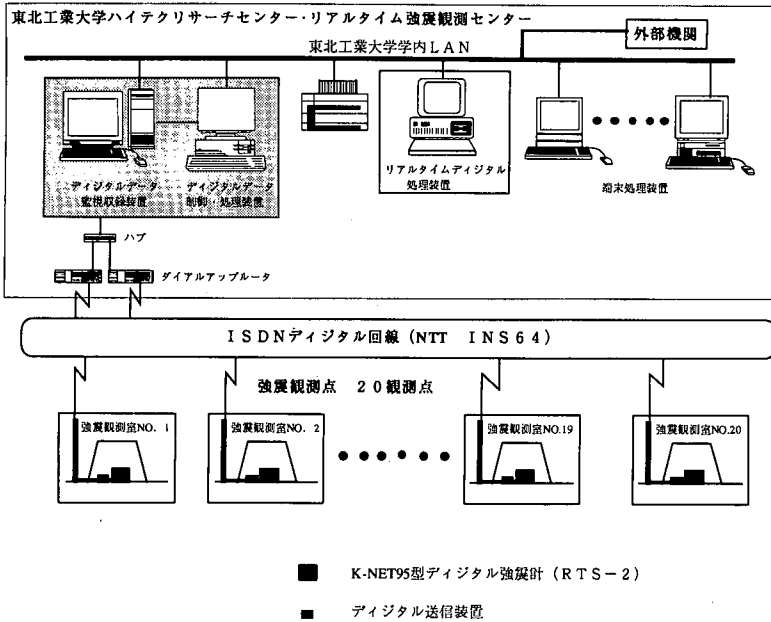 東北工業大学ハイテクリサーチセンター・リアルタイム強震観測センター
外部機関
東北工業大学学内LAN
ディジタルデータ
監視収録装置
ディジタルデータ
制御・処理装置
リアルタイムディジタル
処理装置
端末処理装置
ハブ
ダイアルアップルータ
ISDNディジタル回線(NTT INS64)
強震観測点 20観測点
強震観測室NO. 1
強震観測室NO. 2
強震観測室NO.19
強震観測室NO.20
K-NET95型ディジタル強震計(RTS-2)
ディジタル送信装置